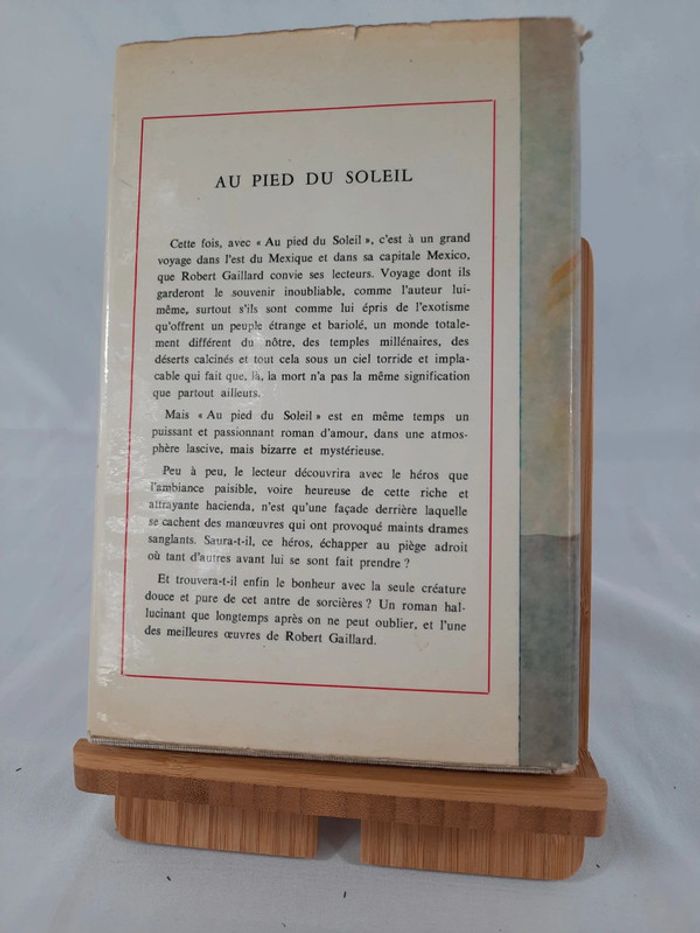 AU PIED DU SOLEIL
Cette fois, avec « Au pied du Soleil », c'est à un grand
voyage dans l'est du Mexique et dans sa capitale Mexico,
que Robert Gaillard convie ses lecteurs. Voyage dont ils
garderont le souvenir inoubliable, comme l'auteur lui-
même, surtout s'ils sont comme lui épris de l'exotisme
qu'offrent un peuple étrange et bariolé, un monde totale-
ment différent du nôtre, des temples millénaires, des
déserts calcinés et tout cela sous un ciel torride et impla-
cable qui fait que, là, la mort n'a pas la même signification
que partout ailleurs.
Mais « Au pied du Soleil » est en même temps un
puissant et passionnant roman d'amour, dans une atmos-
phère lascive, mais bizarre et mystérieuse.
Peu à peu, le lecteur découvrira avec le héros que
l'ambiance paisible, voire heureuse de cette riche et
attrayante hacienda, n'est qu'une façade derrière laquelle
se cachent des manœuvres qui ont provoqué maints drames
sanglants. Saura-t-il, ce héros, échapper au piège adroit
où tant d'autres avant lui se sont fait prendre ?
Et trouvera-t-il enfin le bonheur avec la seule créature
douce et pure de cet antre de sorcières ? Un roman hal-
lucinant que longtemps après on ne peut oublier, et l'une
des meilleures œuvres de Robert Gaillard.